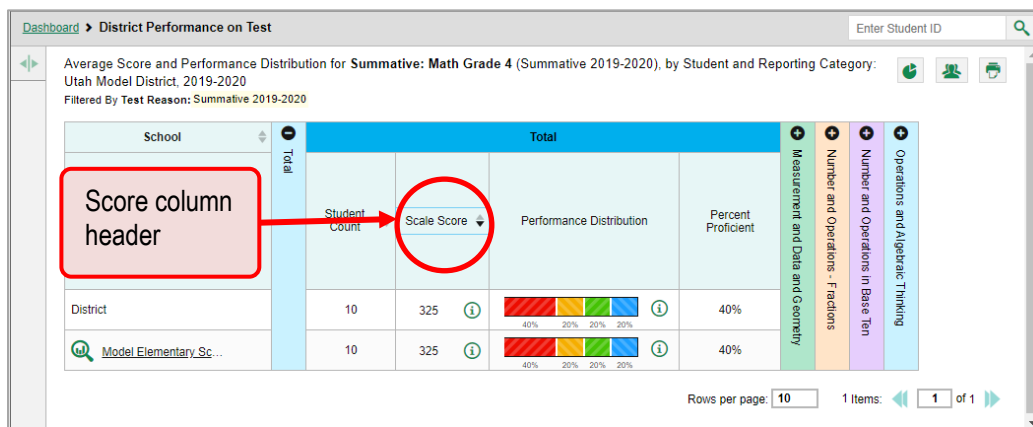 Dashboard > District Performance on Test
Enter Student ID
Average Score and Performance Distribution for Summative: Math Grade 4 (Summative 2019-2020), by Student and Reporting Category:
Utah Model District, 2019-2020
Filtered By Test Reason: Summative 2019-2020
School
Total
Total
Measurement and Data and Geometry
Number and Operations - Fractions
Number and Operations in Base Ten
Operations and Algebraic Thinking
Score column
header
Student
Count
Scale Score
Performance Distribution
Percent
Proficient
District
10
325
40% 20% 20% 20%
40%
Model Elementary Sc...
10
325
40% 20% 20% 20%
40%
Rows per page: 10 1 Items: 1 of 1